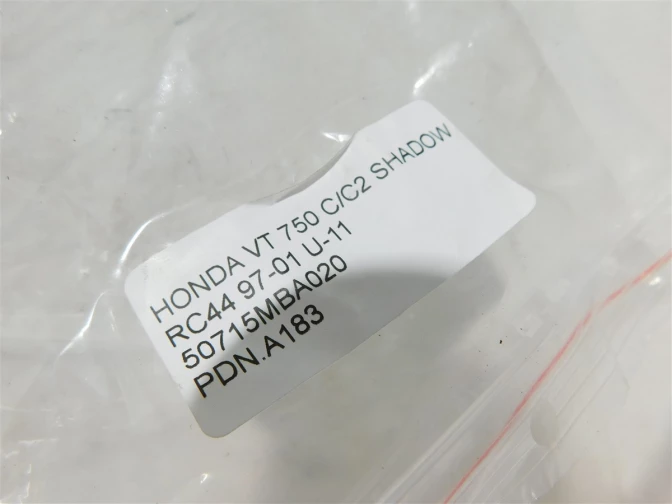 HONDA VT 750 C/C2 SHADOW
RC44 97-01 U-11
50715MBA020
PDN.A183